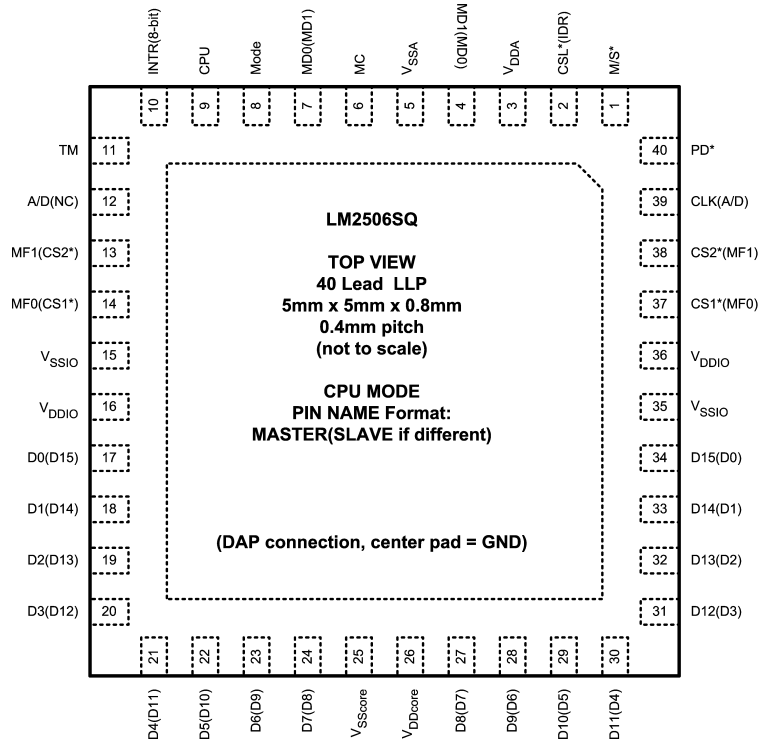 INTR(8-bit)
CPU
Mode
MD0(MD1)
MC
VSSA
MD1(MD0)
VDDA
CSL*(IDR)
M/S*
10
9
8
7
6
5
4
3
2
1
TM 11
40 PD*
A/D(NC) 12
39 CLK(A/D)
MF1(CS2*) 13
38 CS2*(MF1)
MF0(CS1*) 14
37 CS1*(MF0)
VSSIO 15
36 VDDIO
VDDIO 16
35 VSSIO
D0(D15) 17
34 D15(D0)
D1(D14) 18
33 D14(D1)
D2(D13) 19
32 D13(D2)
D3(D12) 20
31 D12(D3)
LM2506SQ
TOP VIEW
40 Lead LLP
5mm x 5mm x 0.8mm
0.4mm pitch
(not to scale)
CPU MODE
PIN NAME Format:
MASTER(SLAVE if different)
(DAP connection, center pad = GND)
21
22
23
24
25
26
27
28
29
30
D4(D11)
D5(D10)
D6(D9)
D7(D8)
VSScore
VDDcore
D8(D7)
D9(D6)
D10(D5)
D11(D4)